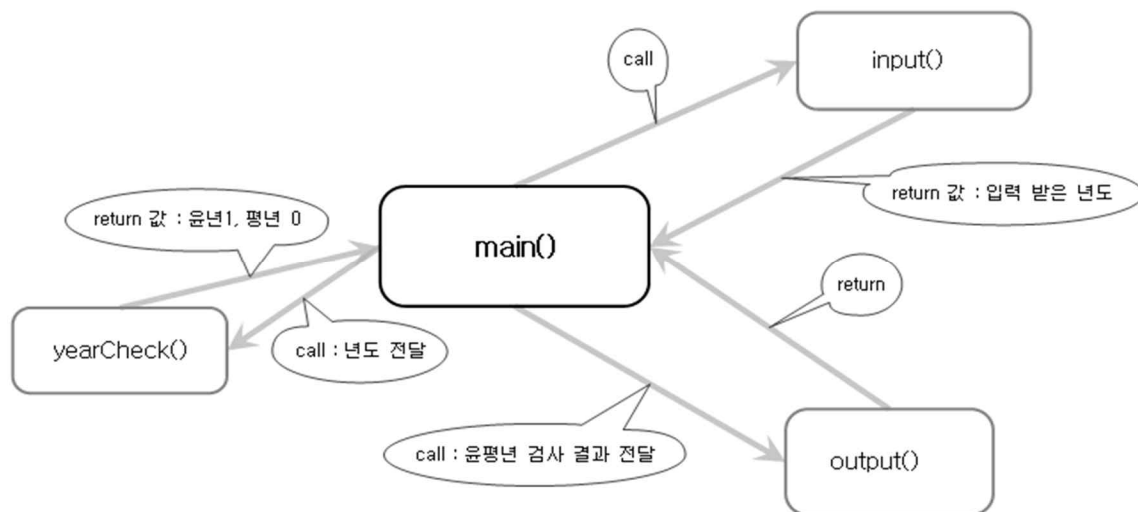 call
input()
return 값 : 입력 받은 년도
return 값 : 윤년1, 평년 0
main()
return
yearCheck()
call : 년도 전달
call : 윤평년 검사 결과 전달
output()